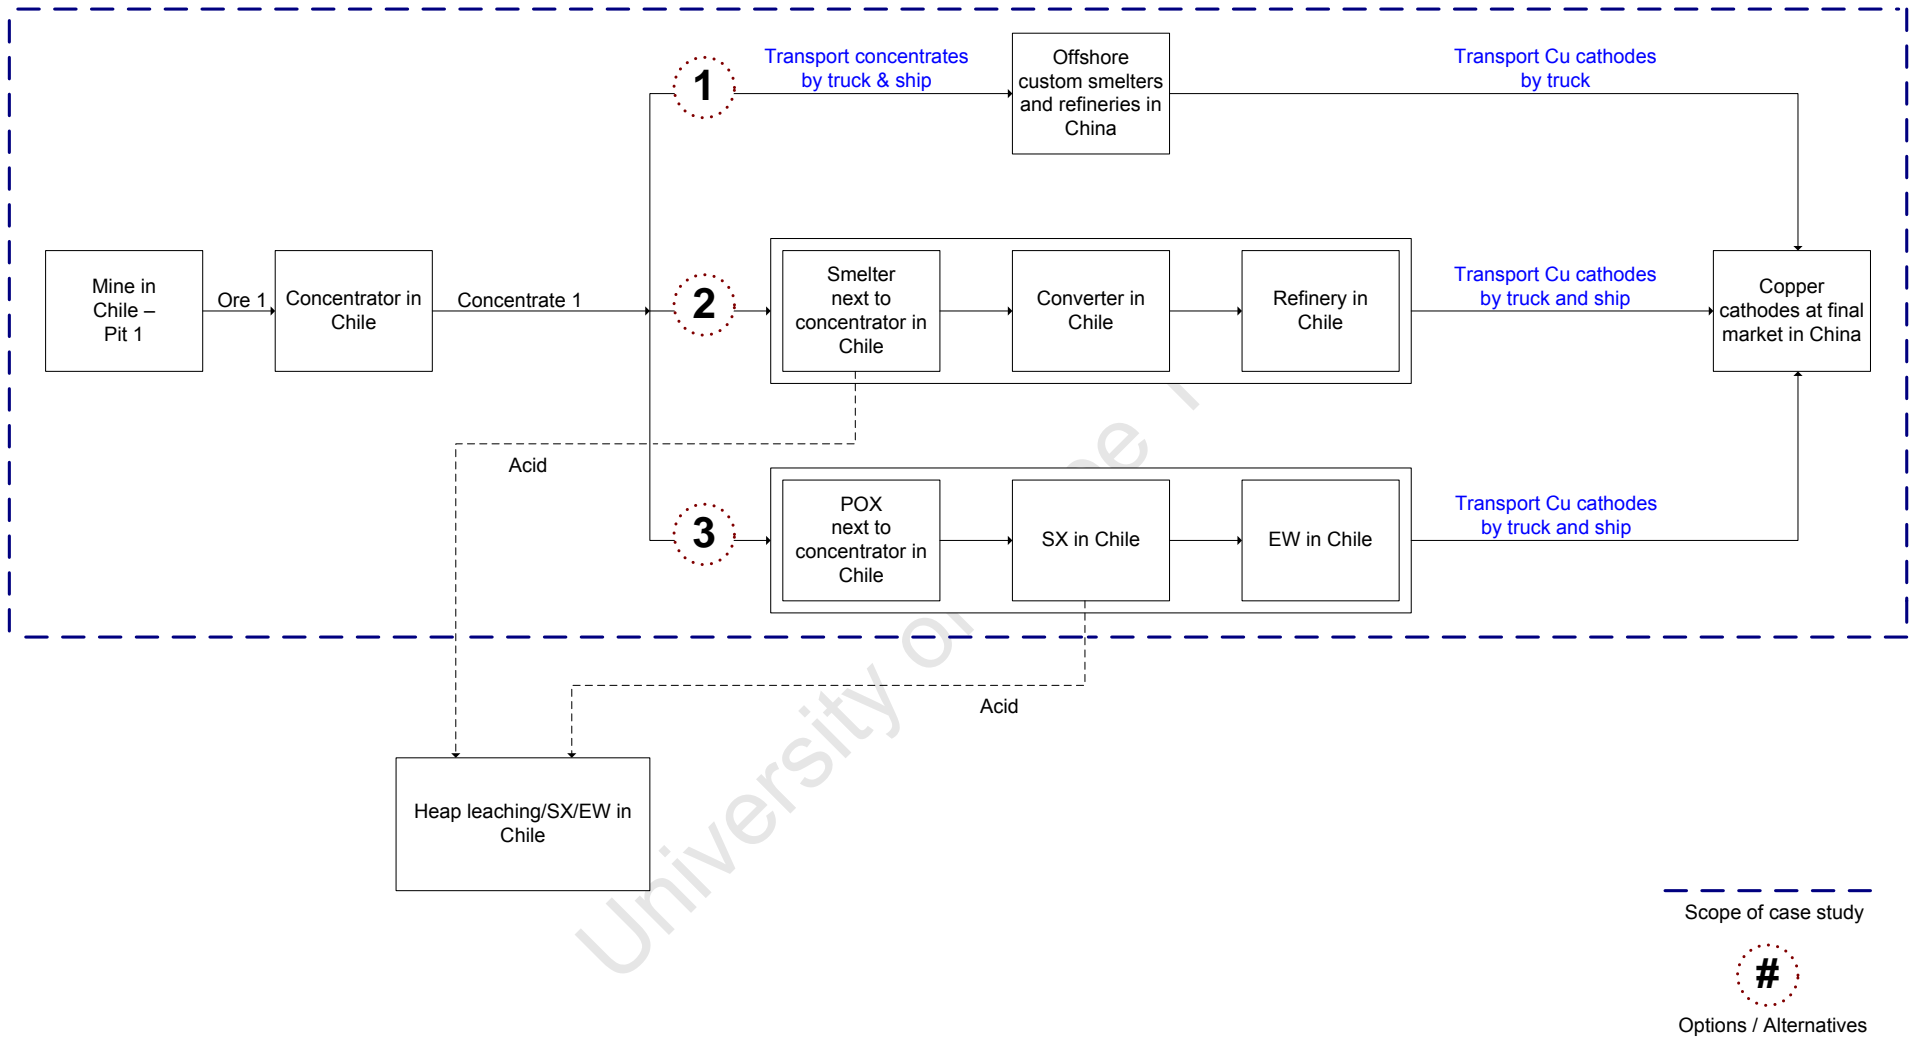 1
Transport concentrates
by truck & ship
Offshore
custom smelters
and refineries in
China
Transport Cu cathodes
by truck
Mine in
Chile –
Pit 1
Ore 1
Concentrator in
Chile
Concentrate 1
2
Smelter
next to
concentrator in
Chile
Converter in
Chile
Refinery in
Chile
Transport Cu cathodes
by truck and ship
Copper
cathodes at final
market in China
Acid
3
POX
next to
concentrator in
Chile
SX in Chile
EW in Chile
Transport Cu cathodes
by truck and ship
Acid
Heap leaching/SX/EW in
Chile
University
Scope of case study
#
Options / Alternatives